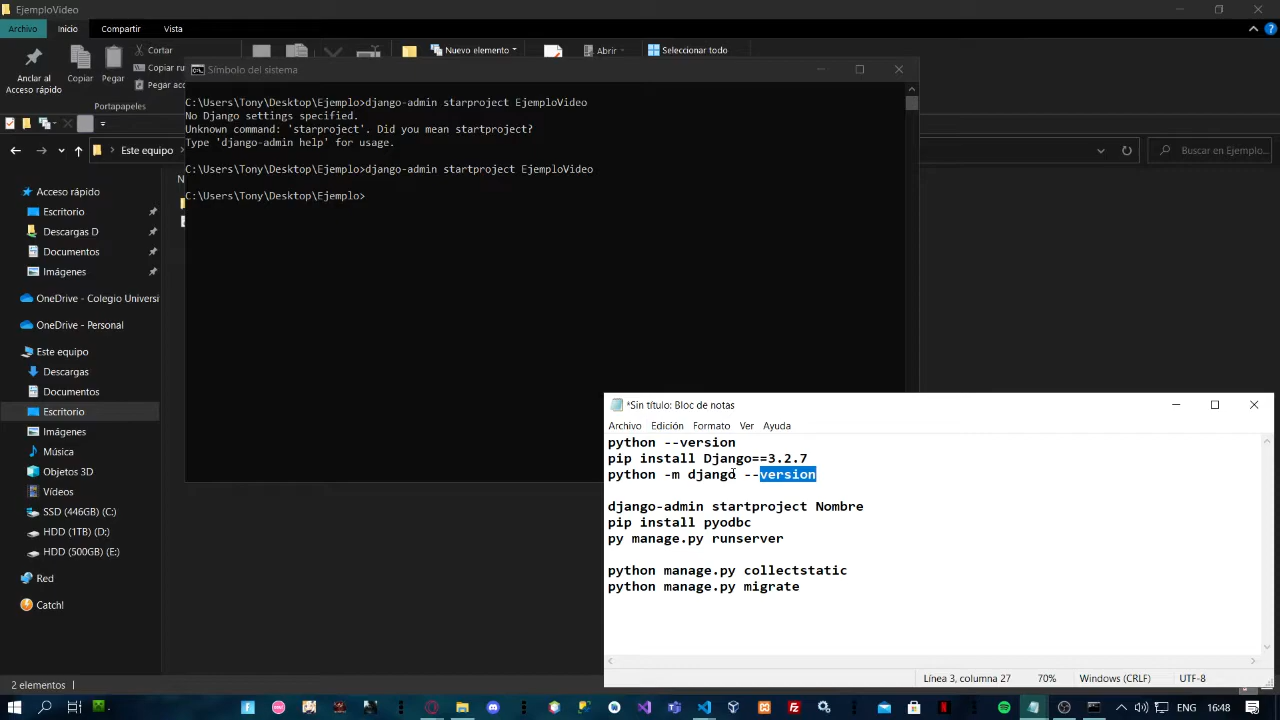 EjemploVideo
Archivo Inicio Compartir Vista
Anclar al Acceso rápido
Copiar
Pegar
Cortar
Copiar ru
Pegar acc
Portapapeles
Nuevo elemento
Abrir
Seleccionar todo
Este equipo
Buscar en Ejemplo...
Acceso rápido
Escritorio
Descargas D
Documentos
Imágenes
OneDrive - Colegio Universi
OneDrive - Personal
Este equipo
Descargas
Documentos
Escritorio
Imágenes
Música
Objetos 3D
Vídeos
SSD (446GB) (C:)
HDD (1TB) (D:)
HDD (500GB) (E:)
Red
Catch!
2 elementos
Símbolo del sistema
C:\Users\Tony\Desktop\Ejemplo>django-admin starproject EjemploVideo
No Django settings specified.
Unknown command: 'starproject'. Did you mean startproject?
Type 'django-admin help' for usage.
C:\Users\Tony\Desktop\Ejemplo>django-admin startproject EjemploVideo
C:\Users\Tony\Desktop\Ejemplo>
*Sin título: Bloc de notas
Archivo Edición Formato Ver Ayuda
python --version
pip install Django==3.2.7
python -m django --version
django-admin startproject Nombre
pip install pyodbc
py manage.py runserver
python manage.py collectstatic
python manage.py migrate
Línea 3, columna 27 70% Windows (CRLF) UTF-8
ESP 16:48